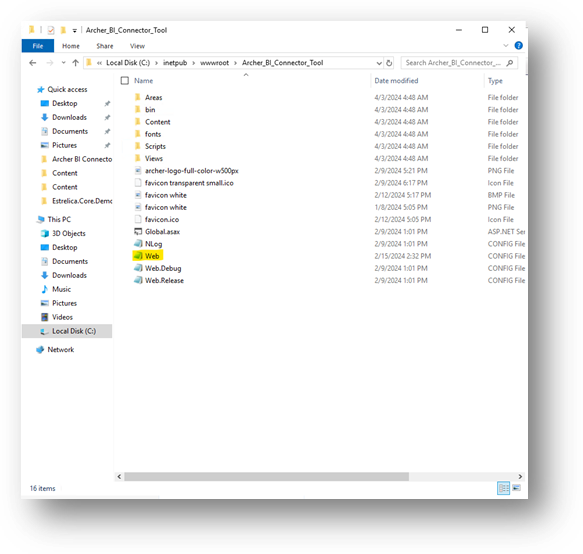 Archer_BI_Connector_Tool
File Home Share View
« Local Disk (C:) › inetpub › wwwroot › Archer_BI_Connector_Tool Search Archer_BI_Connector_...
Name Date modified Type
Quick access
Desktop
Downloads
Documents
Pictures
Archer BI Connecto
Content
Content
Estrelica.Core.Demo
This PC
3D Objects
Desktop
Documents
Downloads
Music
Pictures
Videos
Local Disk (C:)
Network
Areas 4/3/2024 4:48 AM File folder
bin 4/3/2024 4:48 AM File folder
Content 4/3/2024 4:48 AM File folder
fonts 4/3/2024 4:48 AM File folder
Scripts 4/3/2024 4:48 AM File folder
Views 4/3/2024 4:48 AM File folder
archer-logo-full-color-w500px 2/9/2024 5:21 PM PNG File
favicon transparent small.ico 2/9/2024 6:17 PM Icon File
favicon white 2/12/2024 5:17 PM BMP File
favicon white 1/8/2024 5:05 PM PNG File
favicon.ico 2/12/2024 5:05 PM Icon File
Global.asax 2/9/2024 1:01 PM ASP.NET Ser
NLog 2/9/2024 1:01 PM CONFIG File
Web 2/15/2024 2:32 PM CONFIG File
Web.Debug 2/9/2024 1:01 PM CONFIG File
Web.Release 2/9/2024 1:01 PM CONFIG File
16 items